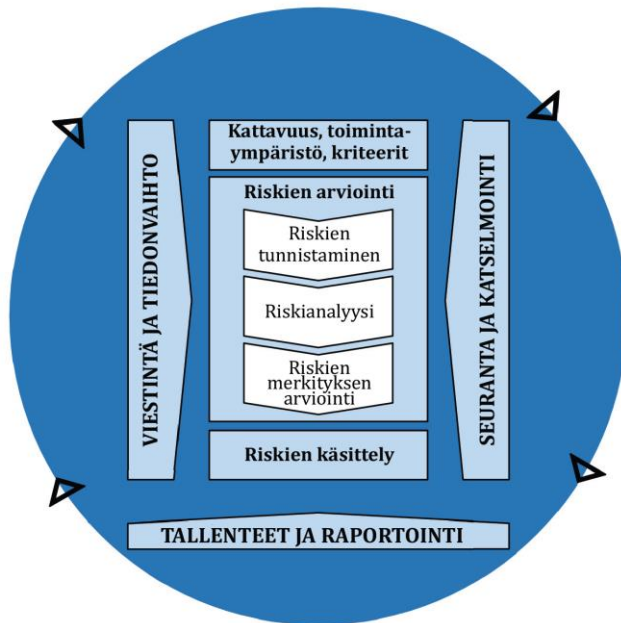 VIESTINTÄ JA TIEDONVAIHTO
Kattavuus, toiminta-
ympäristö, kriteerit
Riskien arviointi
Riskien
tunnistaminen
Riskianalyysi
Riskien
merkityksen
arviointi
Riskien käsittely
SEURANTA JA KATSELMOINTI
TALLENTEET JA RAPORTOINTI